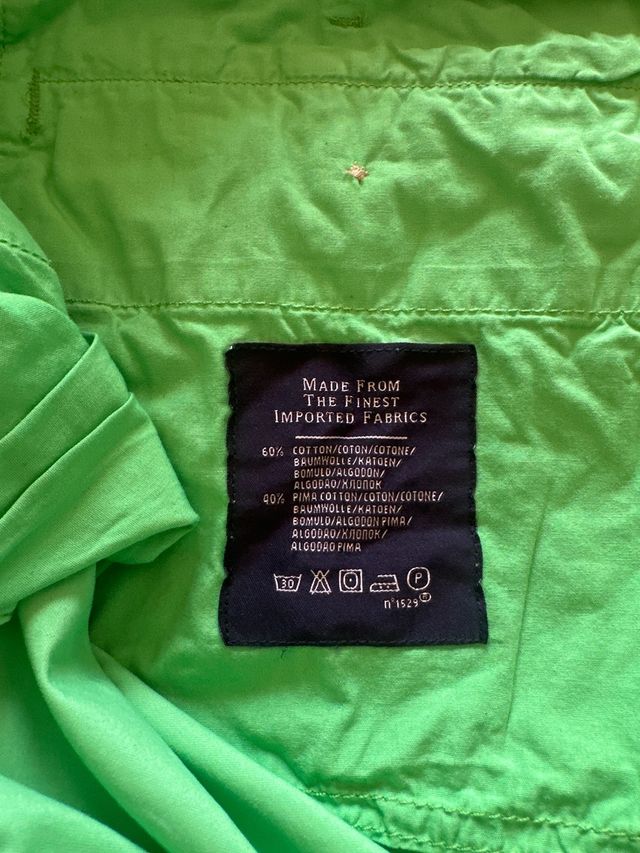 MADE FROM
THE FINEST
IMPORTED FABRICS
60% COTTON/COTON/COTONE/
BAUMWOLLE/KATOEN/
BOMULD/ALGODON/
ALGODAO/ХЛОПОК
40% PIMA COTTON/COTON/COTONE/
BAUMWOLLE/KATOEN/
BOMULD/ALGODON PIMA/
ALGODAO/ХЛОПОК/
ALGODAO PIMA
30 P
n°1529